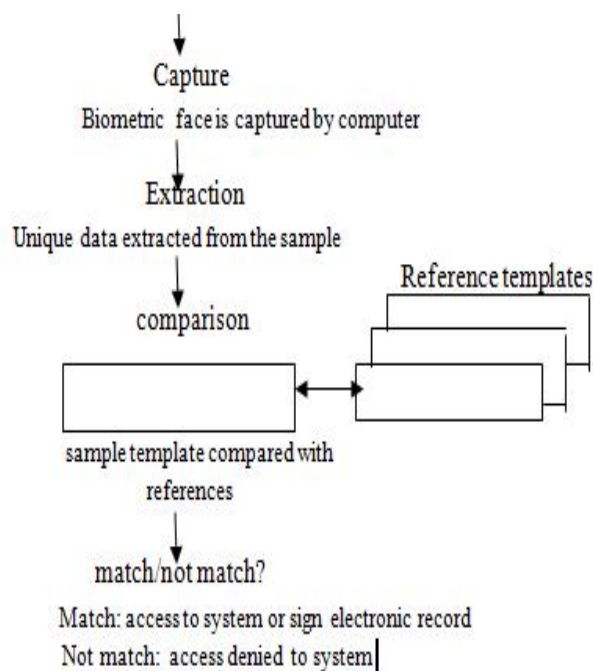 Capture
Biometric face is captured by computer
Extraction
Unique data extracted from the sample
Reference templates
comparison
sample template compared with
references
match/not match?
Match: access to system or sign electronic record
Not match: access denied to system